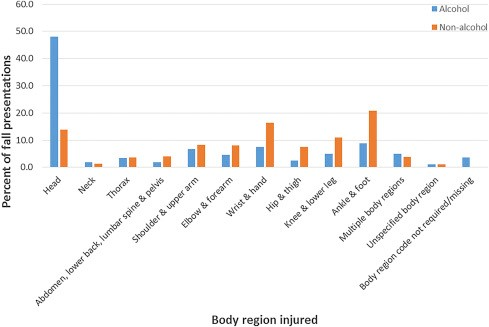 60.0
50.0
40.0
30.0
20.0
10.0
0.0
Percent of fall presentations
Alcohol
Non-alcohol
Head
Neck
Thorax
Abdomen, lower back, lumbar spine & pelvis
Shoulder & upper arm
Elbow & forearm
Wrist & hand
Hip & thigh
Knee & lower leg
Ankle & foot
Multiple body regions
Unspecified body region
Body region code not required/missing
Body region injured